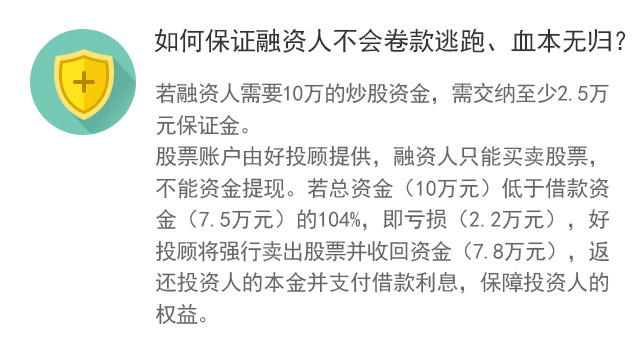 如何保证融资人不会卷款逃跑、血本无归？
若融资人需要10万的炒股资金，需交纳至少2.5万
元保证金。
股票账户由好投顾提供，融资人只能买卖股票，
不能资金提现。若总资金（10万元）低于借款资
金（7.5万元）的104%，即亏损（2.2万元），好
投顾将强行卖出股票并收回资金（7.8万元），返
还投资人的本金并支付借款利息，保障投资人的
权益。